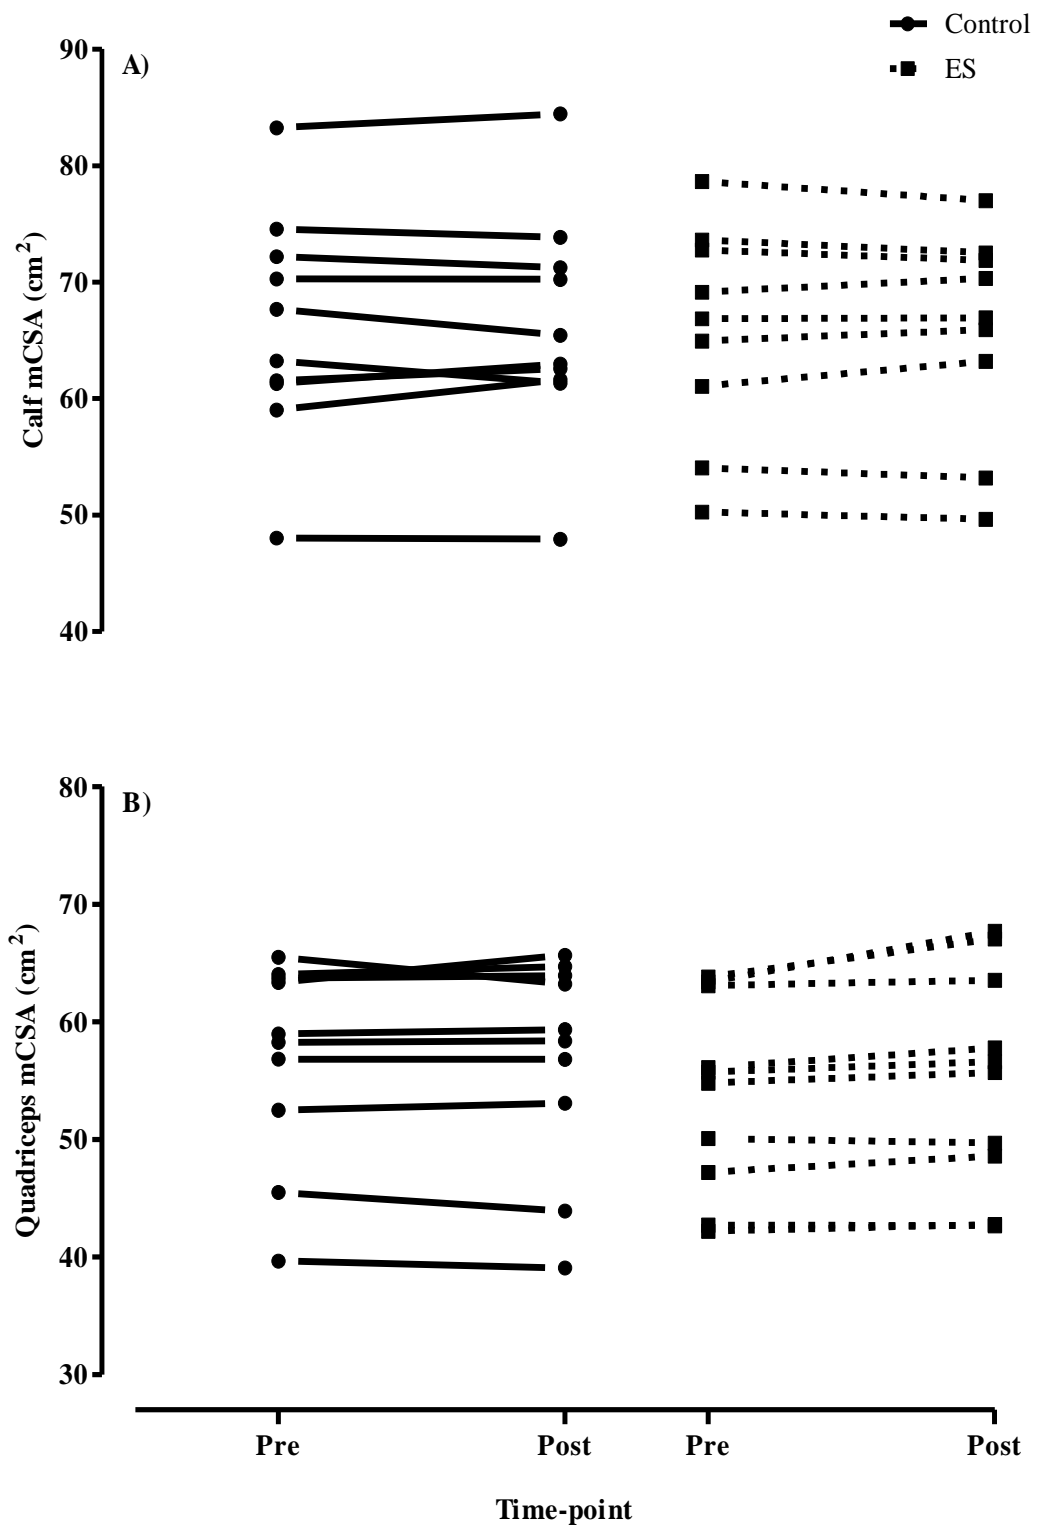 Control
ES
A)
90
80
70
60
50
40
Calf mCSA (cm²)
B)
80
70
60
50
40
30
Quadriceps mCSA (cm²)
Pre Post Pre Post
Time-point